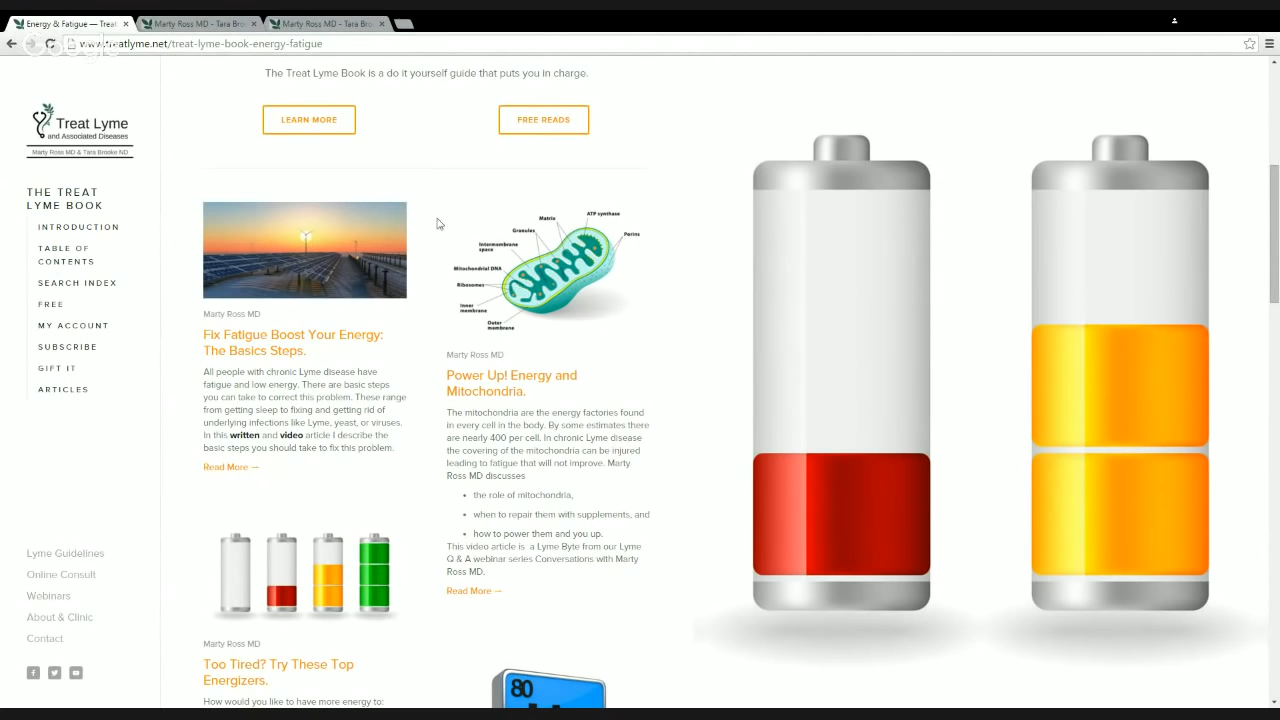 Energy & Fatigue — Treat
Marty Ross MD - Tara Bro
Marty Ross MD - Tara Bro
Google
www.treatlyme.net/treat-lyme-book-energy-fatigue
The Treat Lyme Book is a do it yourself guide that puts you in charge.
LEARN MORE
FREE READS
Treat Lyme
and Associated Diseases
Marty Ross MD & Tara Brooke ND
THE TREAT
LYME BOOK
INTRODUCTION
TABLE OF
CONTENTS
SEARCH INDEX
FREE
MY ACCOUNT
SUBSCRIBE
GIFT IT
ARTICLES
Lyme Guidelines
Online Consult
Webinars
About & Clinic
Contact
Marty Ross MD
Fix Fatigue Boost Your Energy:
The Basics Steps.
All people with chronic Lyme disease have
fatigue and low energy. There are basic steps
you can take to correct this problem. These range
from getting sleep to fixing and getting rid of
underlying infections like Lyme, yeast, or viruses.
In this written and video article I describe the
basic steps you should take to fix this problem.
Read More →
Marty Ross MD
Too Tired? Try These Top
Energizers.
How would you like to have more energy to:
Matrix
ATP synthase
Granules
Porins
Intermembrane
space
Mitochondrial DNA
Ribosomes
Inner
membrane
Outer
membrane
Marty Ross MD
Power Up! Energy and
Mitochondria.
The mitochondria are the energy factories found
in every cell in the body. By some estimates there
are nearly 400 per cell. In chronic Lyme disease
the covering of the mitochondria can be injured
leading to fatigue that will not improve. Marty
Ross MD discusses
• the role of mitochondria,
• when to repair them with supplements, and
• how to power them and you up.
This video article is a Lyme Byte from our Lyme
Q & A webinar series Conversations with Marty
Ross MD.
Read More →
80